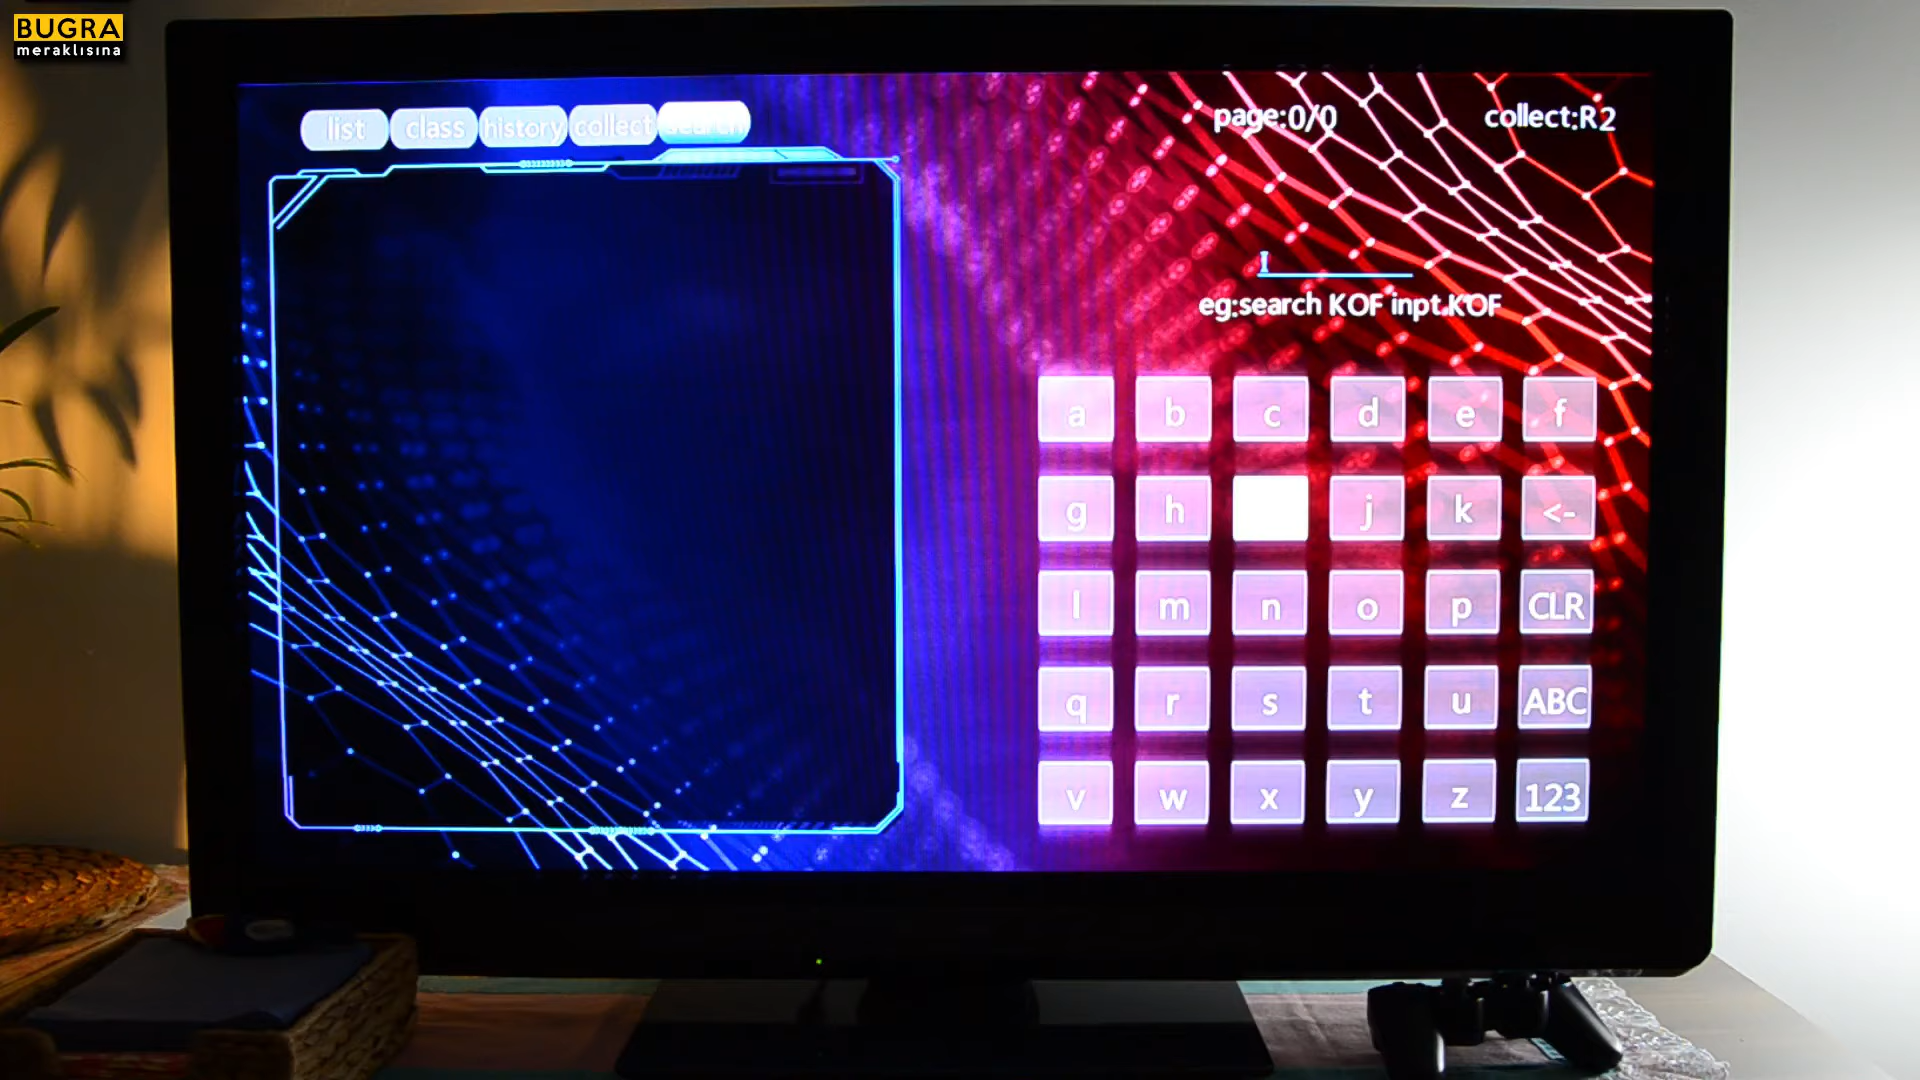 BUGRA
meraklısına
list class history collect search
page:0/0 collect:R2
eg:search KOF inpt.KOF
a b c d e f
g h j k <-
l m n o p CLR
q r s t u ABC
v w x y z 123